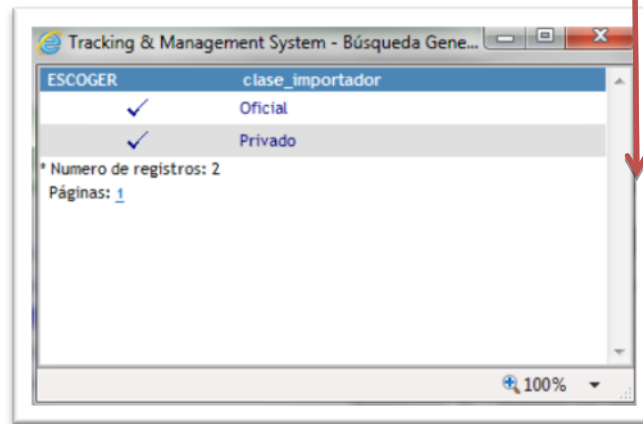 Tracking & Management System - Búsqueda Gene...
ESCOGER clase_importador
Oficial
Privado
* Numero de registros: 2
Páginas: 1
100%